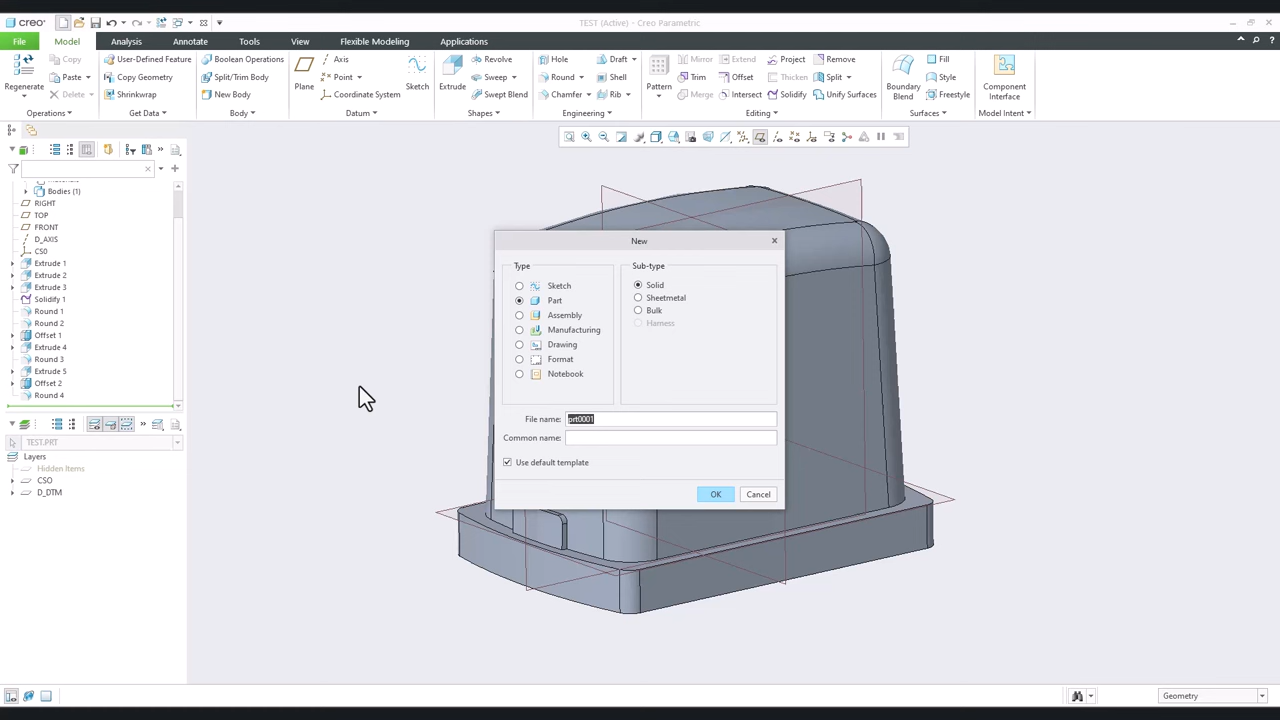 creo
TEST (Active) - Creo Parametric
File Model Analysis Annotate Tools View Flexible Modeling Applications
Regenerate
Copy
Paste
Delete
Operations
User-Defined Feature
Copy Geometry
Shrinkwrap
Get Data
Boolean Operations
Split/Trim Body
New Body
Body
Plane
Axis
Point
Coordinate System
Sketch
Datum
Extrude
Revolve
Sweep
Swept Blend
Shapes
Hole
Round
Chamfer
Draft
Shell
Rib
Engineering
Pattern
Mirror
Trim
Merge
Extend
Offset
Intersect
Project
Thicken
Solidify
Remove
Split
Unify Surfaces
Editing
Boundary
Blend
Fill
Style
Freestyle
Surfaces
Component
Interface
Model Intent
Bodies (1)
RIGHT
TOP
FRONT
D_AXIS
CS0
Extrude 1
Extrude 2
Extrude 3
Solidify 1
Round 1
Round 2
Offset 1
Extrude 4
Round 3
Extrude 5
Offset 2
Round 4
TEST.PRT
Layers
Hidden Items
CSO
D_DTM
New
Type
Sketch
Part
Assembly
Manufacturing
Drawing
Format
Notebook
Sub-type
Solid
Sheetmetal
Bulk
Harness
File name: prt0001
Common name:
Use default template
OK Cancel
Geometry